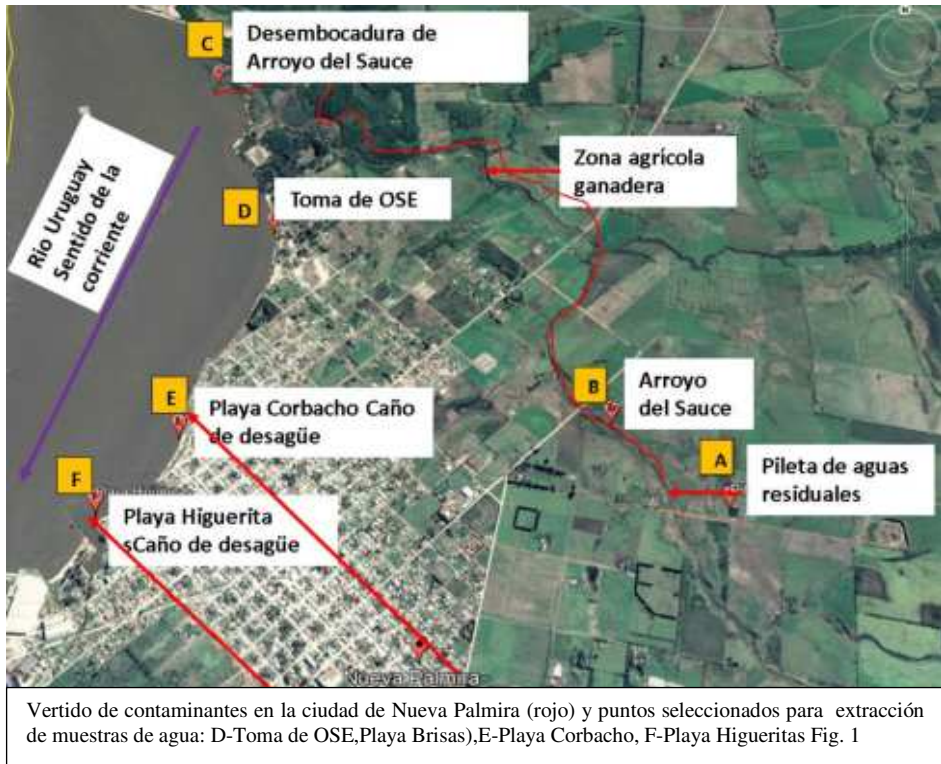 C
Desembocadura de
Arroyo del Sauce
Zona agrícola
ganadera
Rio Uruguay
Sentido de la
corriente
D
Toma de OSE
E
Playa Corbacho Caño
de desagüe
B
Arroyo
del Sauce
A
Pileta de aguas
residuales
F
Playa Higuerita
sCaño de desagüe
Nueva Palmira
Vertido de contaminantes en la ciudad de Nueva Palmira (rojo) y puntos seleccionados para extracción
de muestras de agua: D-Toma de OSE,Playa Brisas),E-Playa Corbacho, F-Playa Higueritas Fig. 1